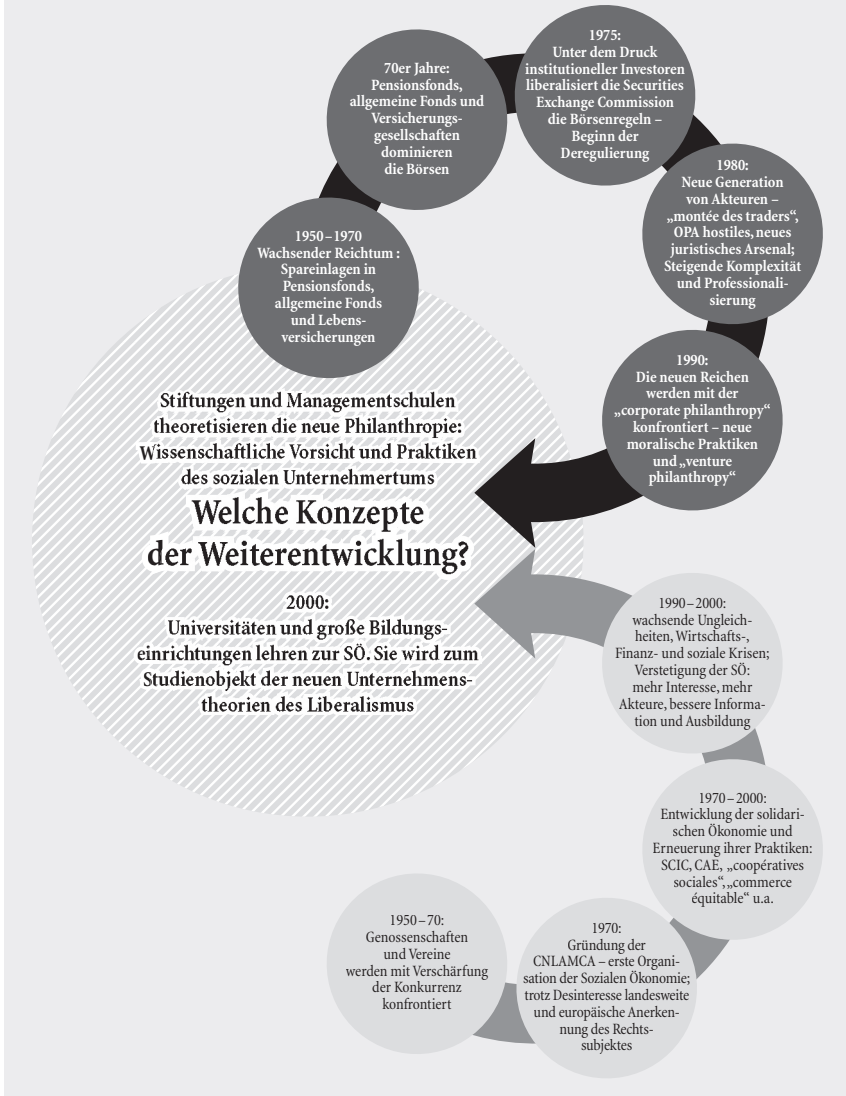 1950–1970
Wachsender Reichtum :
Spareinlagen in
Pensionsfonds,
allgemeine Fonds
und Lebens-
versicherungen
70er Jahre:
Pensionsfonds,
allgemeine Fonds und
Versicherungs-
gesellschaften
dominieren
die Börsen
1975:
Unter dem Druck
institutioneller Investoren
liberalisiert die Securities
Exchange Commission
die Börsenregeln –
Beginn der
Deregulierung
1980:
Neue Generation
von Akteuren –
„montée des traders“,
OPA hostiles, neues
juristisches Arsenal;
Steigende Komplexität
und Professionali-
sierung
1990:
Die neuen Reichen
werden mit der
„corporate philanthropy“
konfrontiert – neue
moralische Praktiken
und „venture
philanthropy“
Stiftungen und Managementschulen
theoretisieren die neue Philanthropie:
Wissenschaftliche Vorsicht und Praktiken
des sozialen Unternehmertums
Welche Konzepte
der Weiterentwicklung?
2000:
Universitäten und große Bildungs-
einrichtungen lehren zur SÖ. Sie wird zum
Studienobjekt der neuen Unternehmens-
theorien des Liberalismus
1990–2000:
wachsende Ungleich-
heiten, Wirtschafts-,
Finanz- und soziale Krisen;
Verstetigung der SÖ:
mehr Interesse, mehr
Akteure, bessere Informa-
tion und Ausbildung
1970–2000:
Entwicklung der solidari-
schen Ökonomie und
Erneuerung ihrer Praktiken:
SCIC, CAE, „coopératives
sociales“, „commerce
équitable“ u.a.
1970:
Gründung der
CNLAMCA – erste Organi-
sation der Sozialen Ökonomie;
trotz Desinteresse landesweite
und europäische Anerken-
nung des Rechts-
subjektes
1950–70:
Genossenschaften
und Vereine
werden mit Verschärfung
der Konkurrenz
konfrontiert